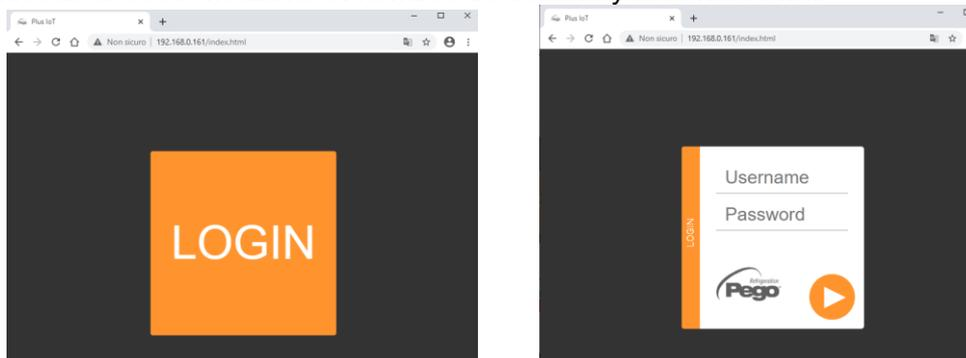 Plus IoT
Non sicuro | 192.168.0.161/index.html
LOGIN
Plus IoT
Non sicuro | 192.168.0.161/index.html
LOGIN
Username
Password
Refrigeration
Pego